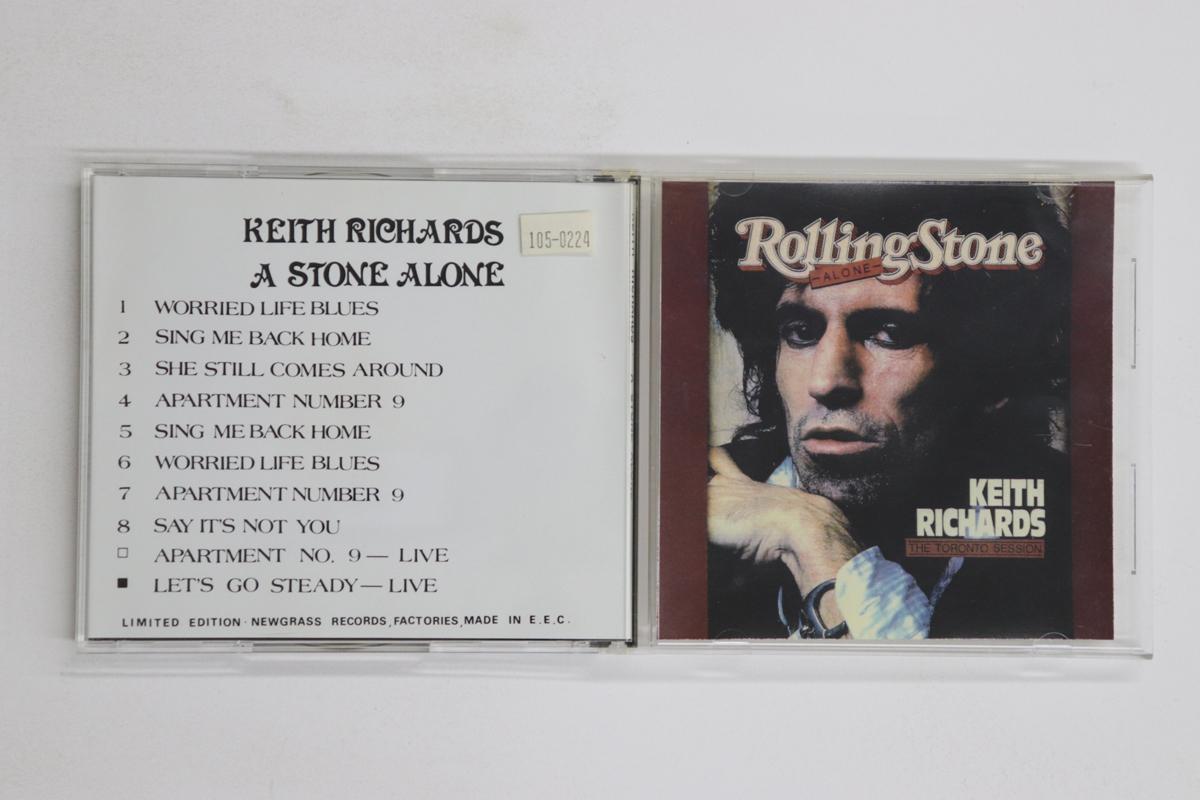 KEITH RICHARDS
A STONE ALONE
105-0224
1 WORRIED LIFE BLUES
2 SING ME BACK HOME
3 SHE STILL COMES AROUND
4 APARTMENT NUMBER 9
5 SING ME BACK HOME
6 WORRIED LIFE BLUES
7 APARTMENT NUMBER 9
8 SAY IT'S NOT YOU
□ APARTMENT NO. 9 — LIVE
■ LET'S GO STEADY — LIVE
LIMITED EDITION · NEWGRASS RECORDS, FACTORIES, MADE IN E.E.C.
Rolling Stone
-ALONE-
KEITH
RICHARDS
THE TORONTO SESSION